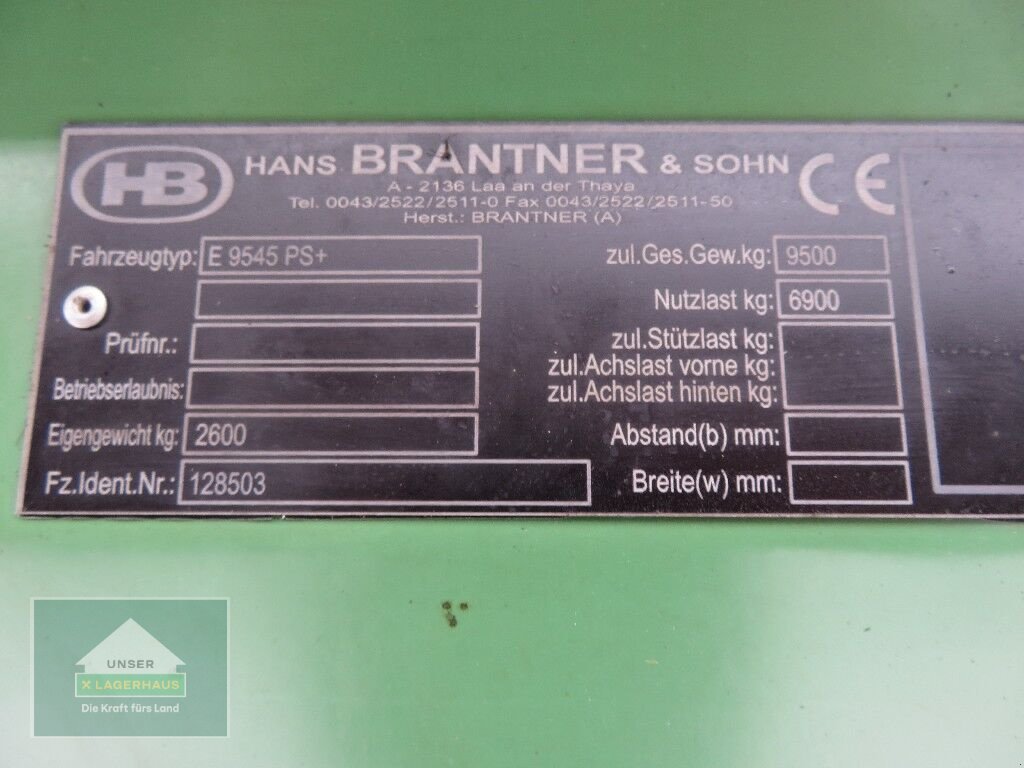 HB HANS BRANTNER & SOHN CE
A - 2136 Laa an der Thaya
Tel. 0043/2522/2511-0 Fax 0043/2522/2511-50
Herst.: BRANTNER (A)
Fahrzeugtyp: E 9545 PS+
zul.Ges.Gew.kg: 9500
Nutzlast kg: 6900
Prüfnr.:
zul.Stützlast kg:
zul.Achslast vorne kg:
Betriebserlaubnis:
zul.Achslast hinten kg:
Eigengewicht kg: 2600
Abstand(b) mm:
Fz.Ident.Nr.: 128503
Breite(w) mm:
UNSER
X LAGERHAUS
Die Kraft fürs Land